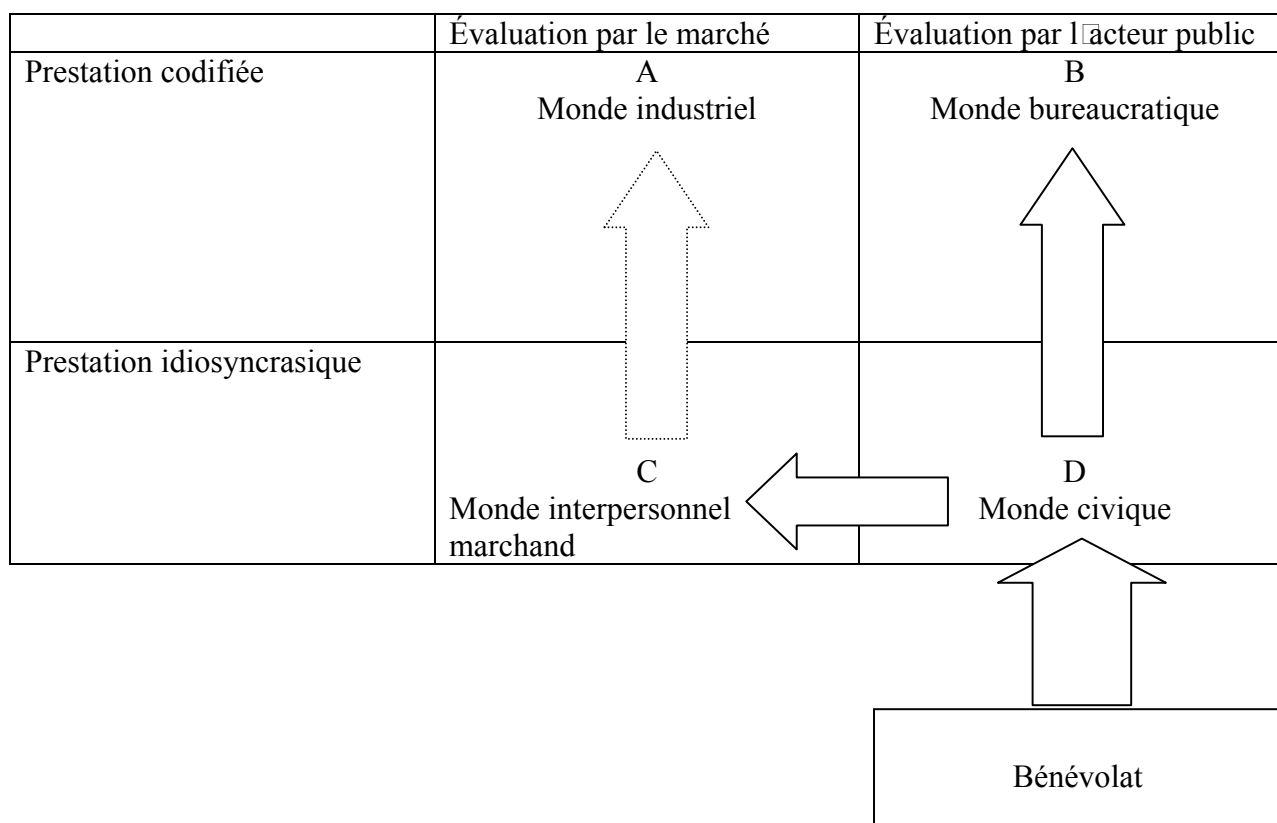 Évaluation par le marché
Évaluation par l□acteur public
Prestation codifiée
A
Monde industriel
B
Monde bureaucratique
Prestation idiosyncrasique
C
Monde interpersonnel
marchand
D
Monde civique
Bénévolat